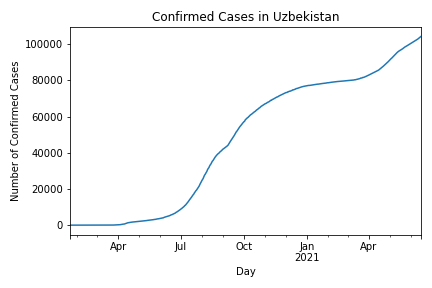 Confirmed Cases in Uzbekistan
Number of Confirmed Cases
100000
80000
60000
40000
20000
0
Apr Jul Oct Jan Apr
2021
Day